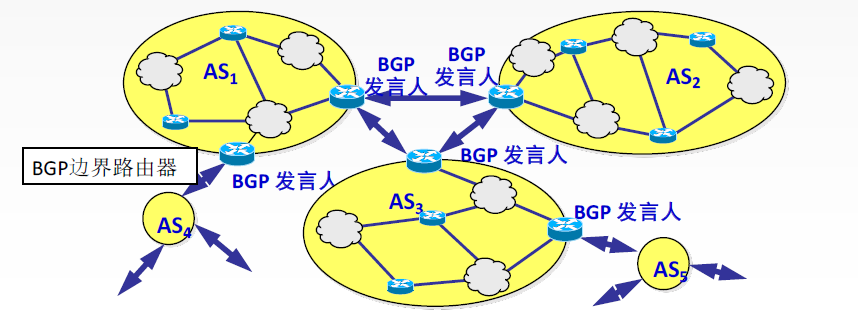 AS1
BGP
发言人
BGP
发言人
AS2
BGP边界路由器
BGP 发言人
BGP 发言人
AS3
AS4
BGP 发言人
AS5